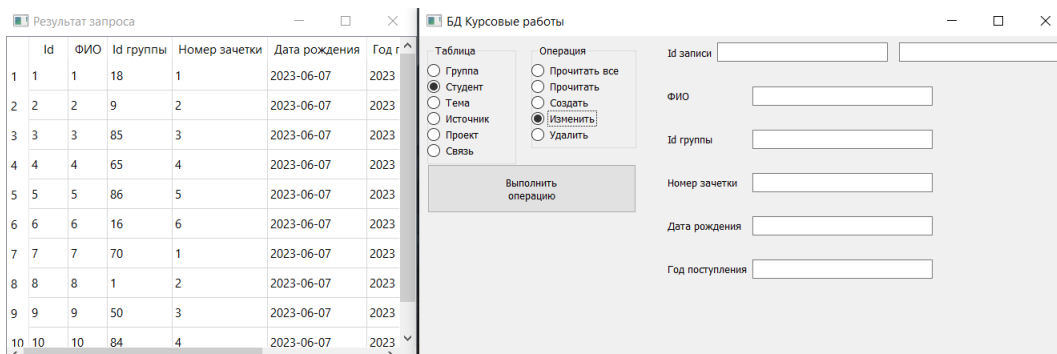 Результат запроса
Id ФИО Id группы Номер зачетки Дата рождения Год г
1 1 1 18 1 2023-06-07 2023
2 2 2 9 2 2023-06-07 2023
3 3 3 85 3 2023-06-07 2023
4 4 4 65 4 2023-06-07 2023
5 5 5 86 5 2023-06-07 2023
6 6 6 16 6 2023-06-07 2023
7 7 7 70 1 2023-06-07 2023
8 8 8 1 2 2023-06-07 2023
9 9 9 50 3 2023-06-07 2023
10 10 10 84 4 2023-06-07 2023
БД Курсовые работы
Таблица
Группа
Студент
Тема
Источник
Проект
Связь
Операция
Прочитать все
Прочитать
Создать
Изменить
Удалить
Выполнить
операцию
Id записи
ФИО
Id группы
Номер зачетки
Дата рождения
Год поступления